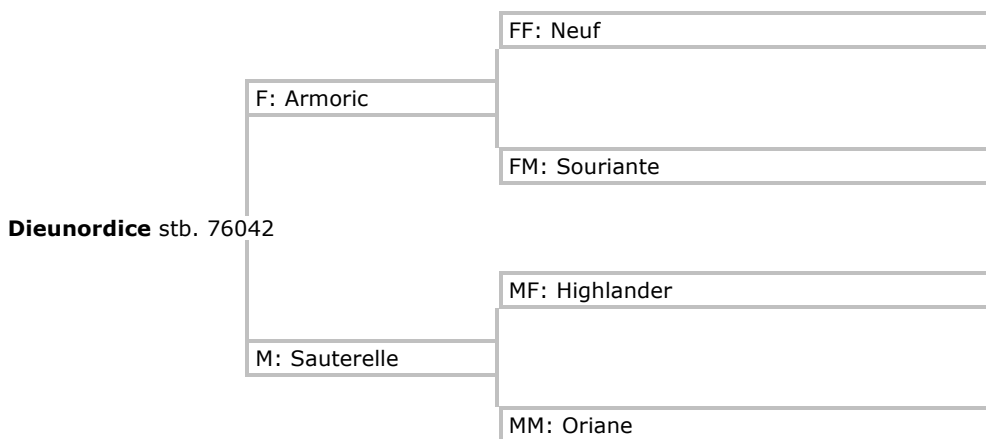 FF: Neuf
F: Armoric
FM: Souriante
Dieunordice stb. 76042
MF: Highlander
M: Sauterelle
MM: Oriane